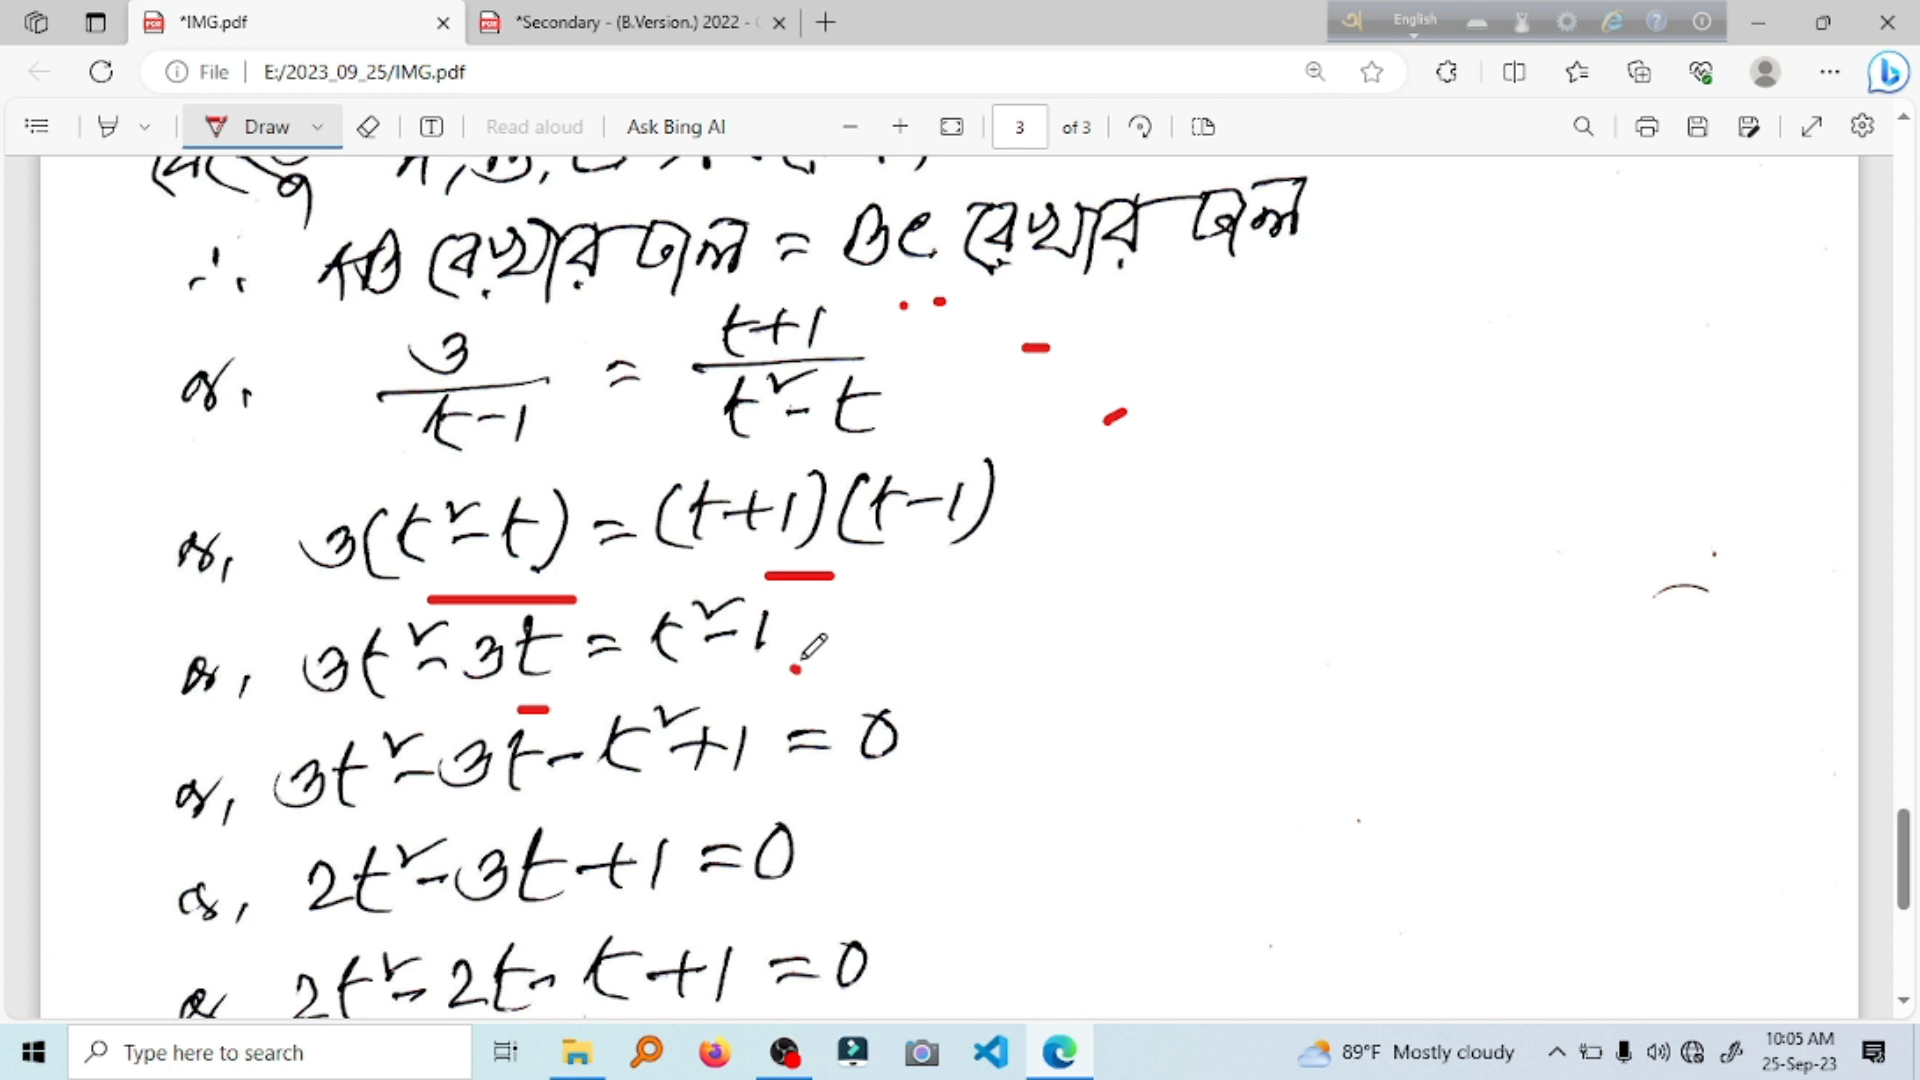 *IMG.pdf
*Secondary - (B.Version.) 2022 -
English
File
E:/2023_09_25/IMG.pdf
Draw
Read aloud
Ask Bing AI
3
of 3
∴ AB রেখার ঢাল = BC রেখার ঢাল
বা, 3/(t-1) = (t+1)/(t²-t)
বা, 3(t²-t) = (t+1)(t-1)
বা, 3t²-3t = t²-1
বা, 3t²-3t-t²+1 = 0
বা, 2t²-3t+1 = 0
বা 2t²-2t-t+1 = 0
Type here to search
89°F Mostly cloudy
10:05 AM
25-Sep-23